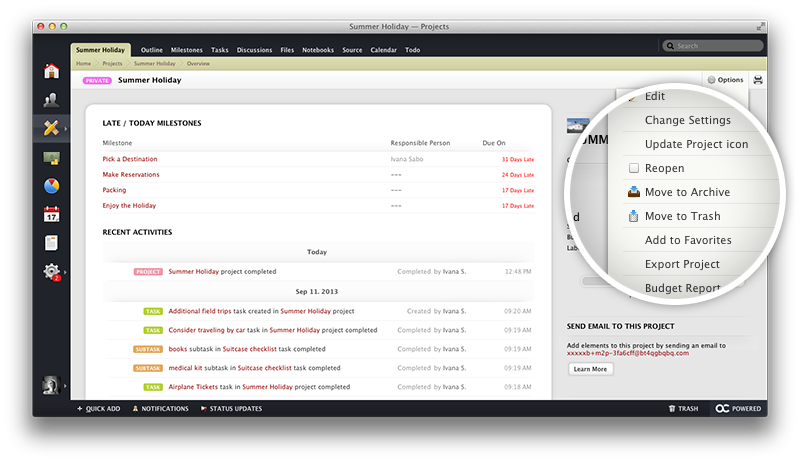 Summer Holiday — Projects
Summer Holiday Outline Milestones Tasks Discussions Files Notebooks Source Calendar Todo
Search
Home Projects Summer Holiday Overview
PRIVATE Summer Holiday
Options
LATE / TODAY MILESTONES
Milestone Responsible Person Due On
Pick a Destination Ivana Sabo 31 Days Late
Make Reservations --- 24 Days Late
Packing --- 17 Days Late
Enjoy the Holiday --- 17 Days Late
RECENT ACTIVITIES
Today
PROJECT Summer Holiday project completed Completed by Ivana S. 12:48 PM
Sep 11. 2013
TASK Additional field trips task created in Summer Holiday project Created by Ivana S. 09:20 AM
TASK Consider traveling by car task in Summer Holiday project completed Completed by Ivana S. 09:19 AM
SUBTASK books subtask in Suitcase checklist task completed Completed by Ivana S. 09:19 AM
SUBTASK medical kit subtask in Suitcase checklist task completed Completed by Ivana S. 09:19 AM
TASK Airplane Tickets task in Summer Holiday project completed Completed by Ivana S. 09:18 AM
Edit
Change Settings
Update Project icon
Reopen
Move to Archive
Move to Trash
Add to Favorites
Export Project
Budget Report
SEND EMAIL TO THIS PROJECT
Add elements to this project by sending an email to
xxxxxb+m2p-3fa6cff@bt4qgbqbq.com
Learn More
17
2
QUICK ADD NOTIFICATIONS STATUS UPDATES
TRASH
POWERED